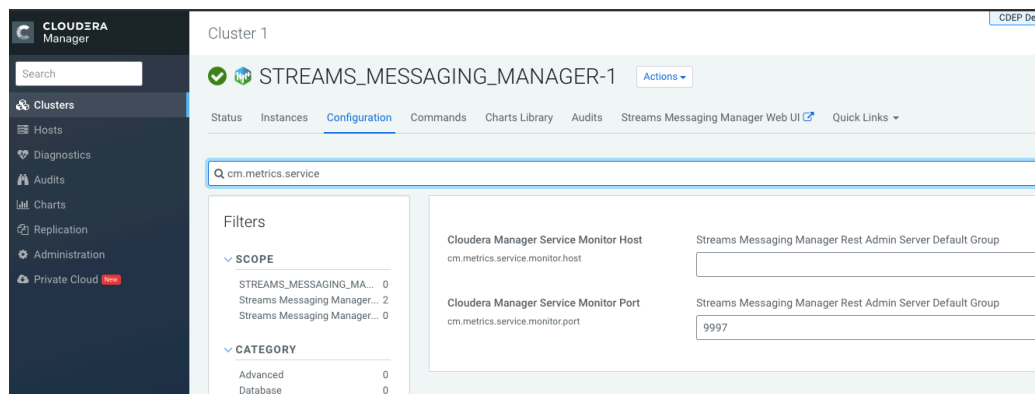 CDEP De
CLOUDERA
Manager
Cluster 1
Search
STREAMS_MESSAGING_MANAGER-1
Actions
Clusters
Hosts
Diagnostics
Audits
Charts
Replication
Administration
Private Cloud New
Status Instances Configuration Commands Charts Library Audits Streams Messaging Manager Web UI Quick Links
cm.metrics.service
Filters
SCOPE
STREAMS_MESSAGING_MA... 0
Streams Messaging Manager... 2
Streams Messaging Manager... 0
CATEGORY
Advanced 0
Database 0
Cloudera Manager Service Monitor Host
cm.metrics.service.monitor.host
Streams Messaging Manager Rest Admin Server Default Group
Cloudera Manager Service Monitor Port
cm.metrics.service.monitor.port
Streams Messaging Manager Rest Admin Server Default Group
9997